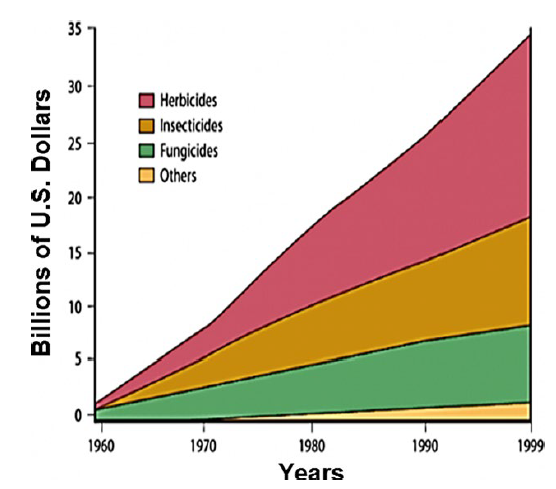 35
30
25
20
15
10
5
0
Billions of U.S. Dollars
Herbicides
Insecticides
Fungicides
Others
1960 1970 1980 1990 1999
Years